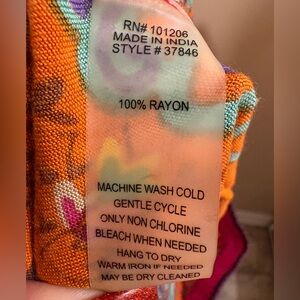 RN# 101206
MADE IN INDIA
STYLE # 37846
100% RAYON
MACHINE WASH COLD
GENTLE CYCLE
ONLY NON CHLORINE
BLEACH WHEN NEEDED
HANG TO DRY
WARM IRON IF NEEDED
MAY BE DRY CLEANED